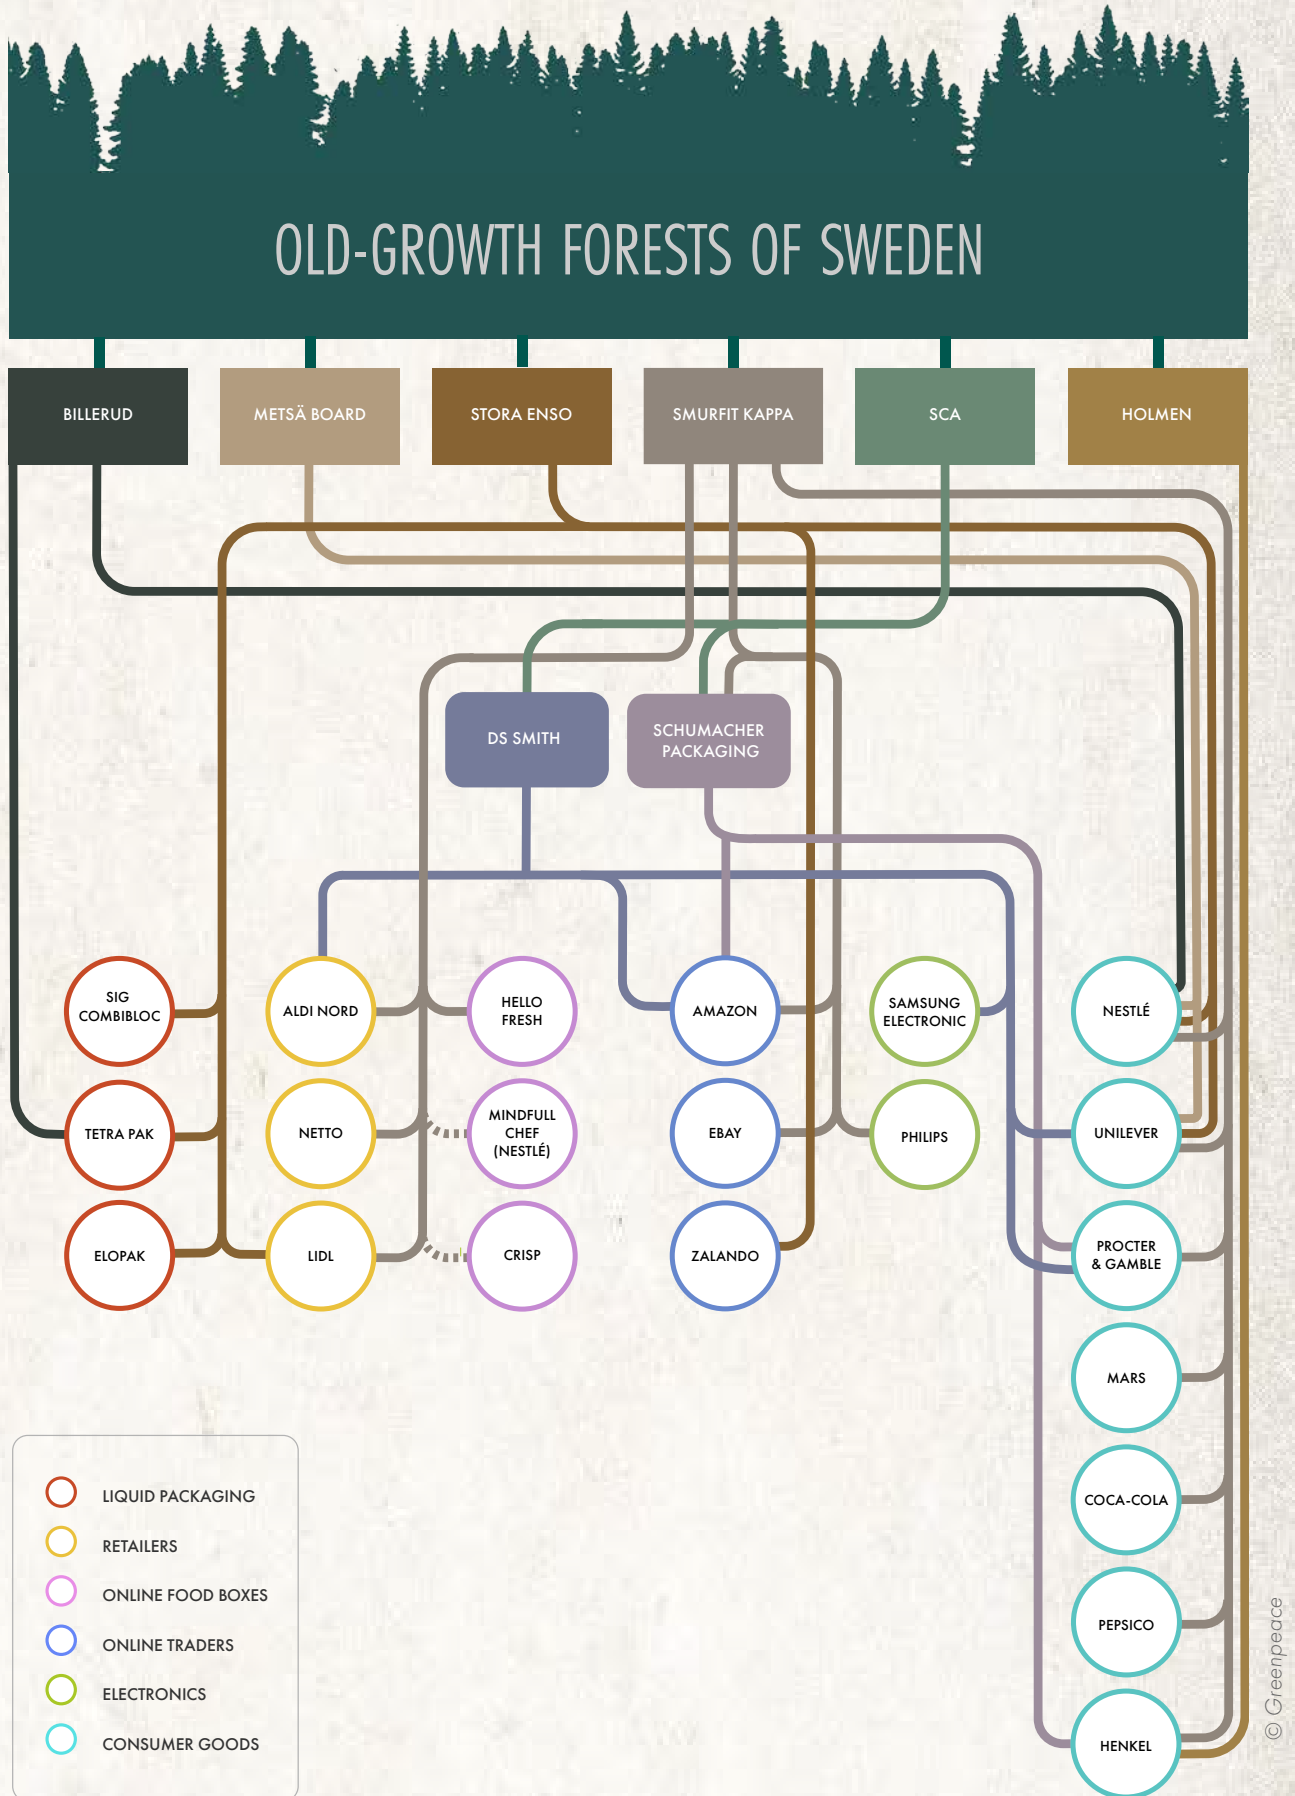 OLD-GROWTH FORESTS OF SWEDEN
BILLERUD
METSÄ BOARD
STORA ENSO
SMURFIT KAPPA
SCA
HOLMEN
DS SMITH
SCHUMACHER
PACKAGING
SIG
COMBIBLOC
ALDI NORD
HELLO
FRESH
AMAZON
SAMSUNG
ELECTRONIC
NESTLÉ
TETRA PAK
NETTO
MINDFULL
CHEF
(NESTLÉ)
EBAY
PHILIPS
UNILEVER
ELOPAK
LIDL
CRISP
ZALANDO
PROCTER
& GAMBLE
MARS
COCA-COLA
PEPSICO
HENKEL
LIQUID PACKAGING
RETAILERS
ONLINE FOOD BOXES
ONLINE TRADERS
ELECTRONICS
CONSUMER GOODS
© Greenpeace